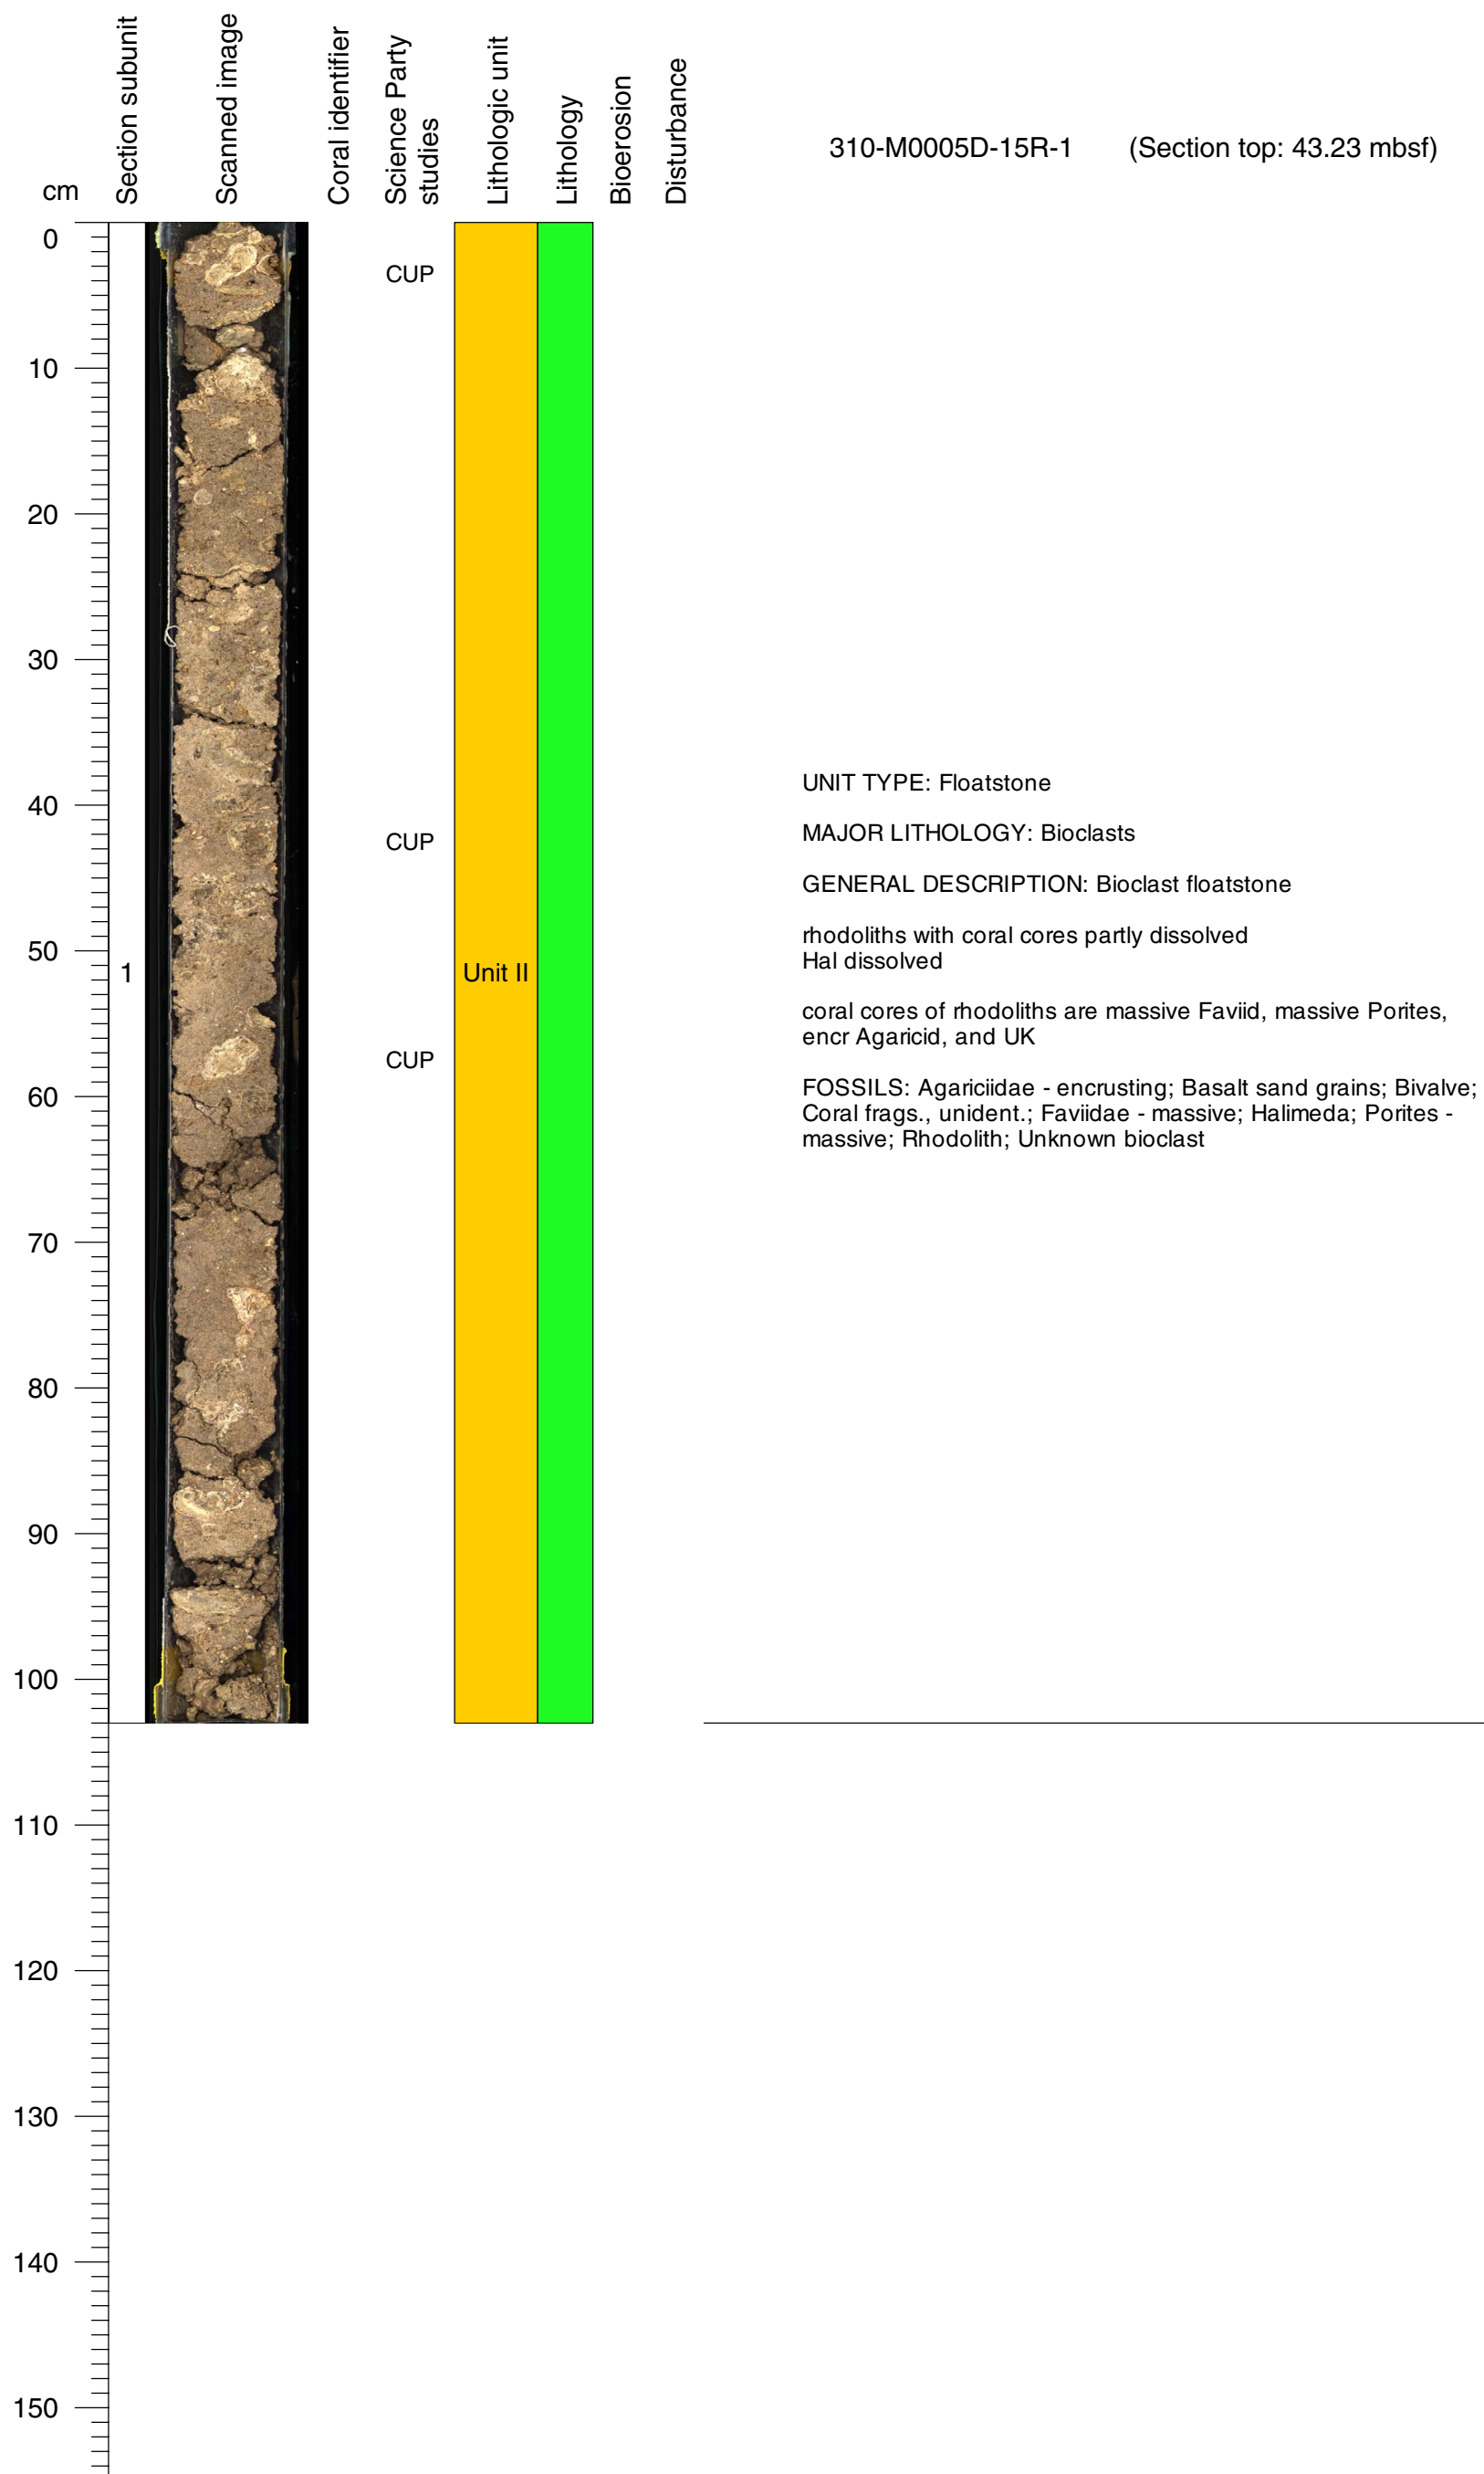 Section subunit
Scanned image
Coral identifier
Science Party
studies
Lithologic unit
Lithology
Bioerosion
Disturbance
310-M0005D-15R-1 (Section top: 43.23 mbsf)
cm
0
CUP
10
20
30
UNIT TYPE: Floatstone
40
MAJOR LITHOLOGY: Bioclasts
CUP
GENERAL DESCRIPTION: Bioclast floatstone
rhodoliths with coral cores partly dissolved
50
Hal dissolved
1
Unit II
coral cores of rhodoliths are massive Faviid, massive Porites,
encr Agaricid, and UK
CUP
60
FOSSILS: Agariciidae - encrusting; Basalt sand grains; Bivalve;
Coral frags., unident.; Faviidae - massive; Halimeda; Porites -
massive; Rhodolith; Unknown bioclast
70
80
90
100
110
120
130
140
150